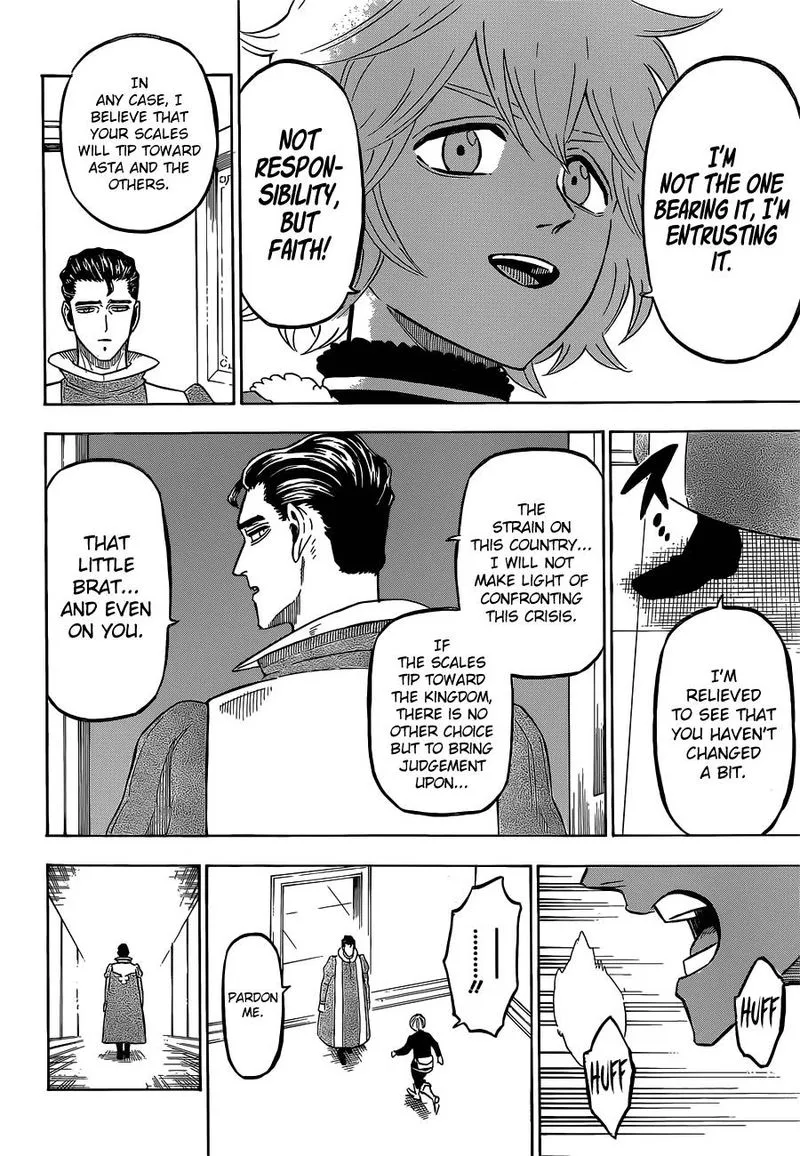 I'M
NOT THE ONE
BEARING IT, I'M
ENTRUSTING
IT.
NOT
RESPON-
SIBILITY,
BUT
FAITH!
IN
ANY CASE, I
BELIEVE THAT
YOUR SCALES
WILL TIP TOWARD
ASTA AND THE
OTHERS.
I'M
RELIEVED
TO SEE THAT
YOU HAVEN'T
CHANGED
A BIT.
THE
STRAIN ON
THIS COUNTRY...
I WILL NOT
MAKE LIGHT OF
CONFRONTING
THIS CRISIS.
IF
THE SCALES
TIP TOWARD
THE KINGDOM,
THERE IS NO
OTHER CHOICE
BUT TO BRING
JUDGEMENT
UPON...
THAT
LITTLE
BRAT...
AND EVEN
ON YOU.
HUFF
HUFF
PARDON
ME.